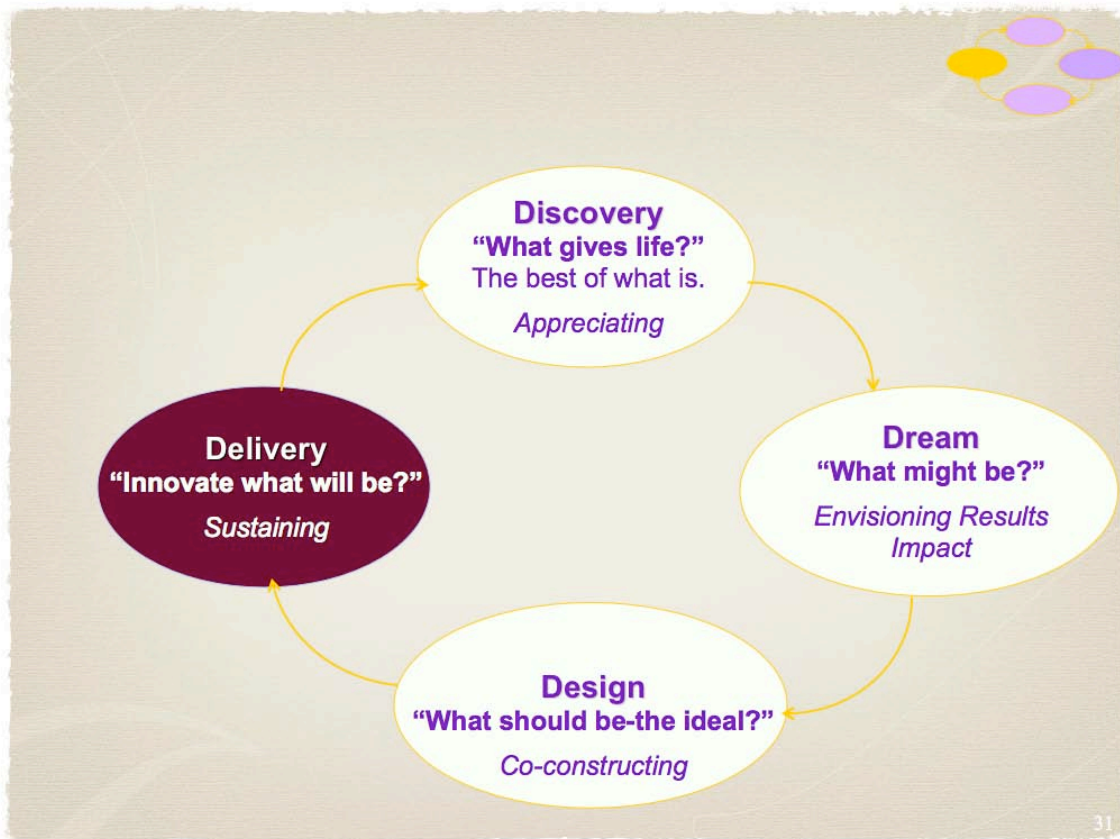 Discovery
“What gives life?”
The best of what is.
Appreciating
Delivery
“Innovate what will be?”
Sustaining
Dream
“What might be?”
Envisioning Results
Impact
Design
“What should be-the ideal?”
Co-constructing
31